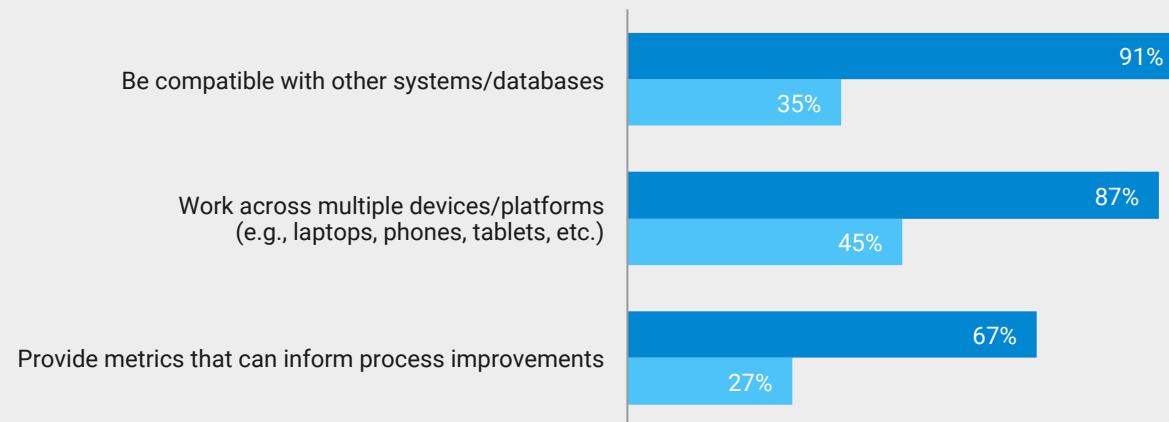 Be compatible with other systems/databases
91%
35%
Work across multiple devices/platforms
(e.g., laptops, phones, tablets, etc.)
87%
45%
Provide metrics that can inform process improvements
67%
27%